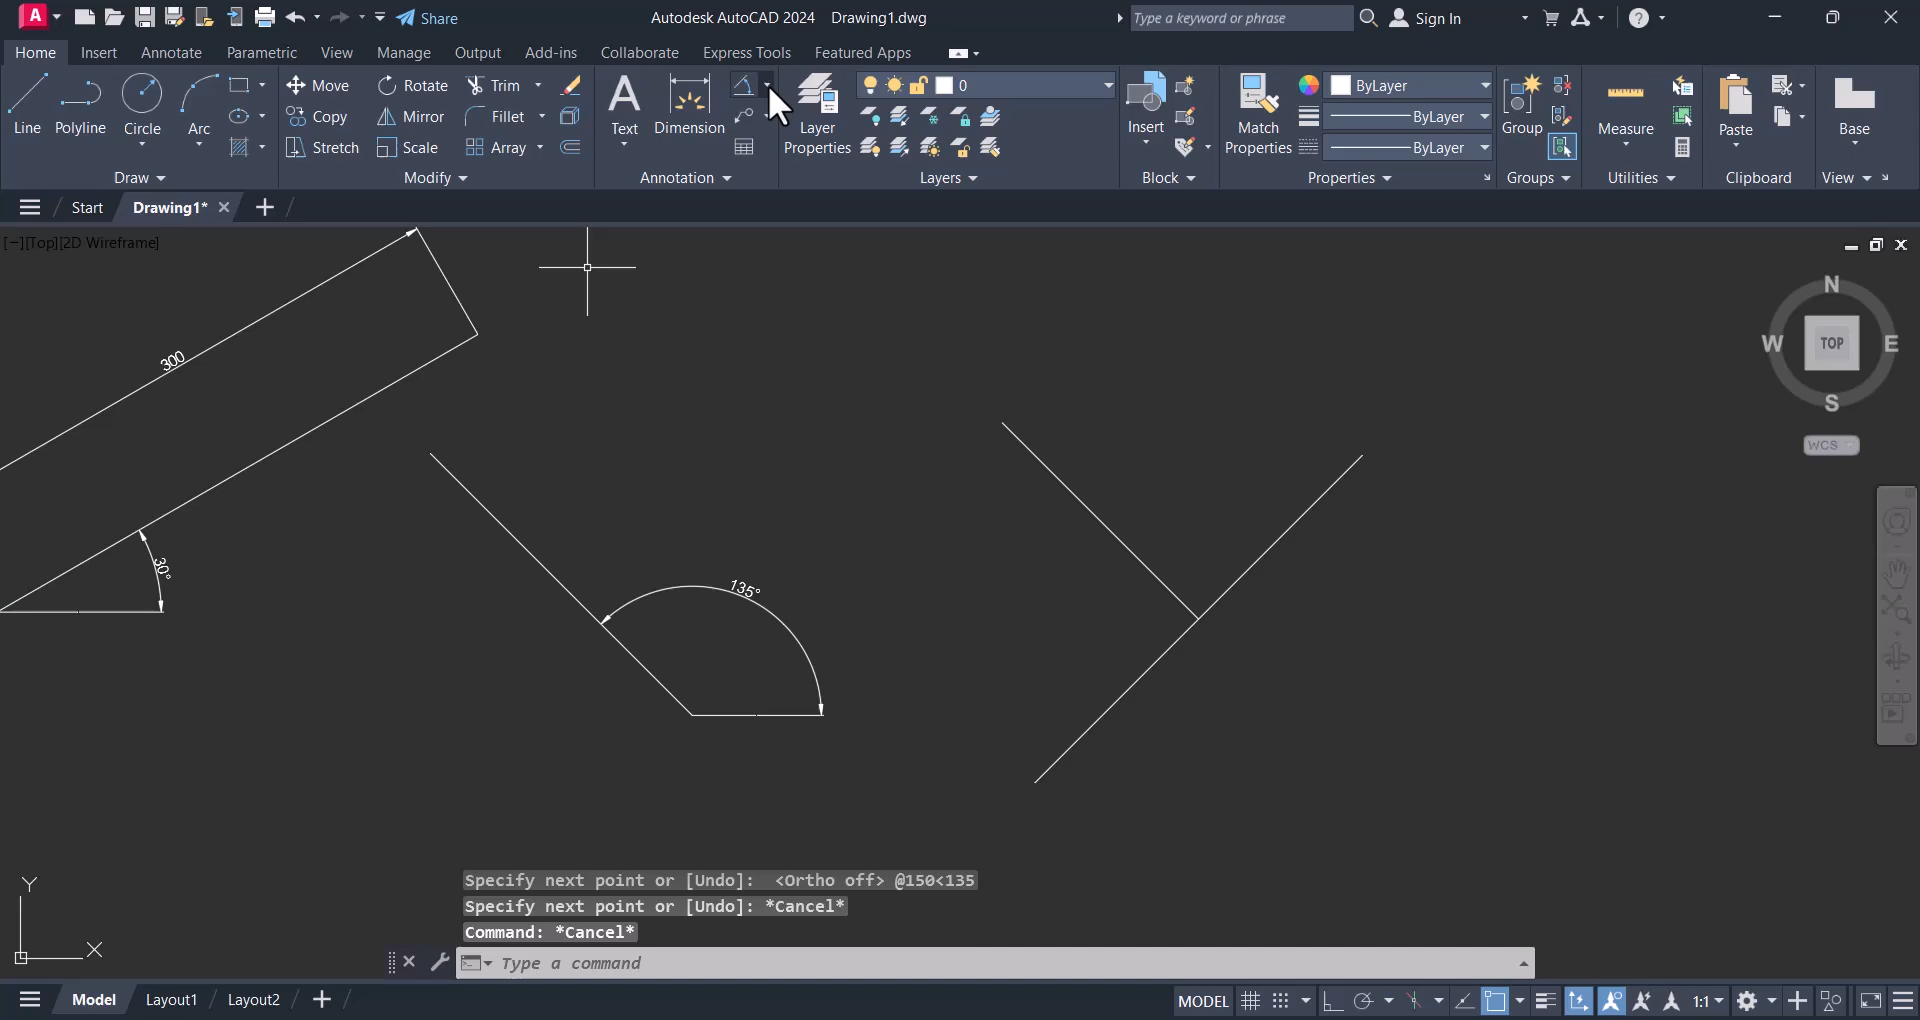 A
Share
Autodesk AutoCAD 2024 Drawing1.dwg
Type a keyword or phrase
Sign In
?
Home Insert Annotate Parametric View Manage Output Add-ins Collaborate Express Tools Featured Apps
Line Polyline Circle Arc
Move Rotate Trim
Copy Mirror Fillet
Stretch Scale Array
A
Text Dimension
Layer
Properties
0
Insert
Match
Properties
ByLayer
ByLayer
ByLayer
Group
Measure
Paste
Base
Draw Modify Annotation Layers Block Properties Groups Utilities Clipboard View
Start Drawing1*
[−][Top][2D Wireframe]
300
30°
135°
N
W TOP E
S
WCS
Y
X
Specify next point or [Undo]: <Ortho off> @150<135
Specify next point or [Undo]: *Cancel*
Command: *Cancel*
Type a command
Model Layout1 Layout2
MODEL 1:1